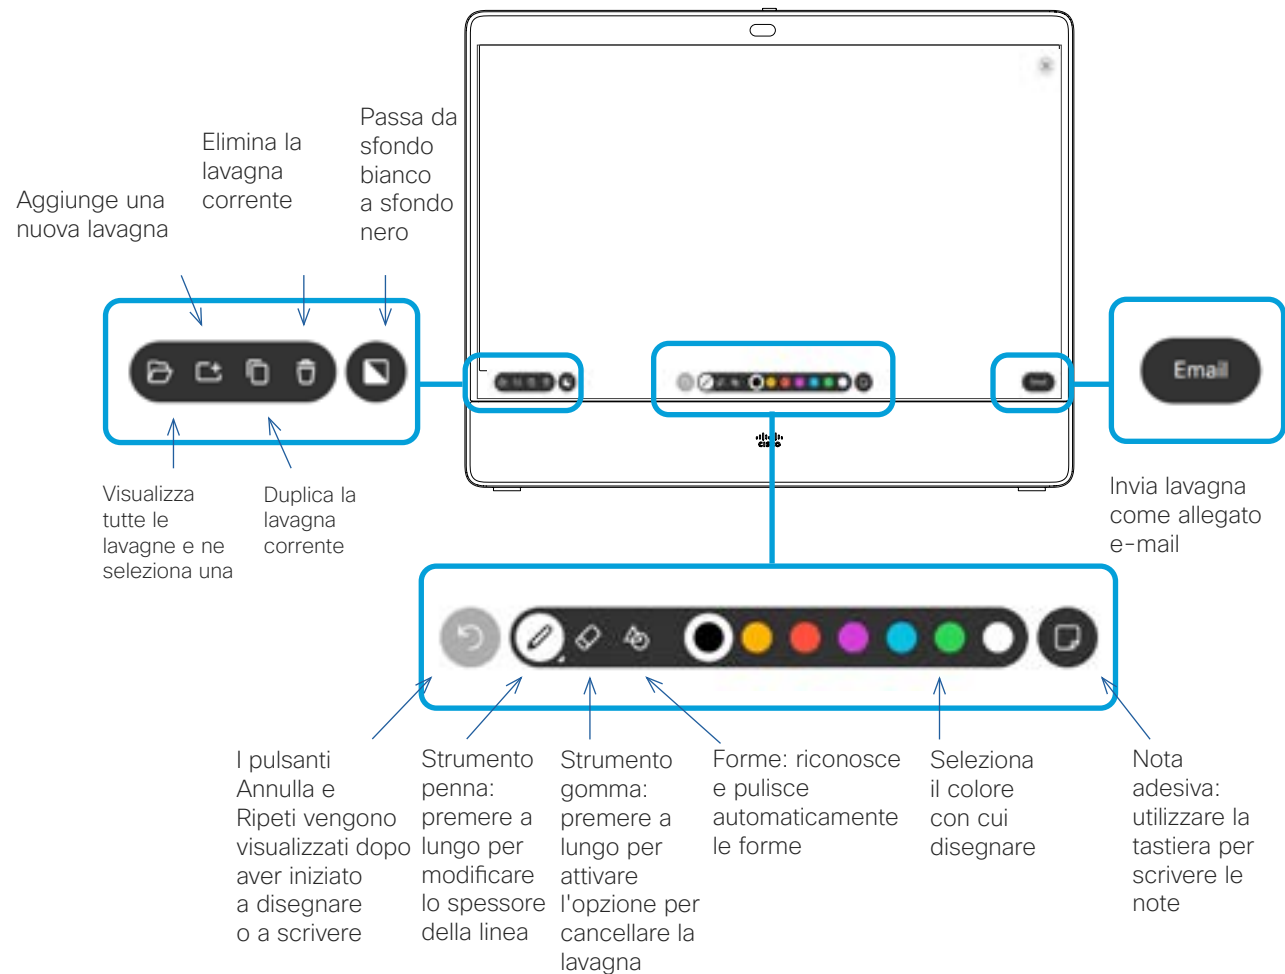 Passa da
sfondo
bianco
a sfondo
nero
Elimina la
lavagna
corrente
Aggiunge una
nuova lavagna
Visualizza
tutte le
lavagne e ne
seleziona una
Duplica la
lavagna
corrente
Email
cisco
Email
Invia lavagna
come allegato
e-mail
I pulsanti
Annulla e
Ripeti vengono
visualizzati dopo
aver iniziato
a disegnare
o a scrivere
Strumento
penna:
premere a
lungo per
modificare
lo spessore
della linea
Strumento
gomma:
premere a
lungo per
attivare
l'opzione per
cancellare la
lavagna
Forme: riconosce
e pulisce
automaticamente
le forme
Seleziona
il colore
con cui
disegnare
Nota
adesiva:
utilizzare la
tastiera per
scrivere le
note